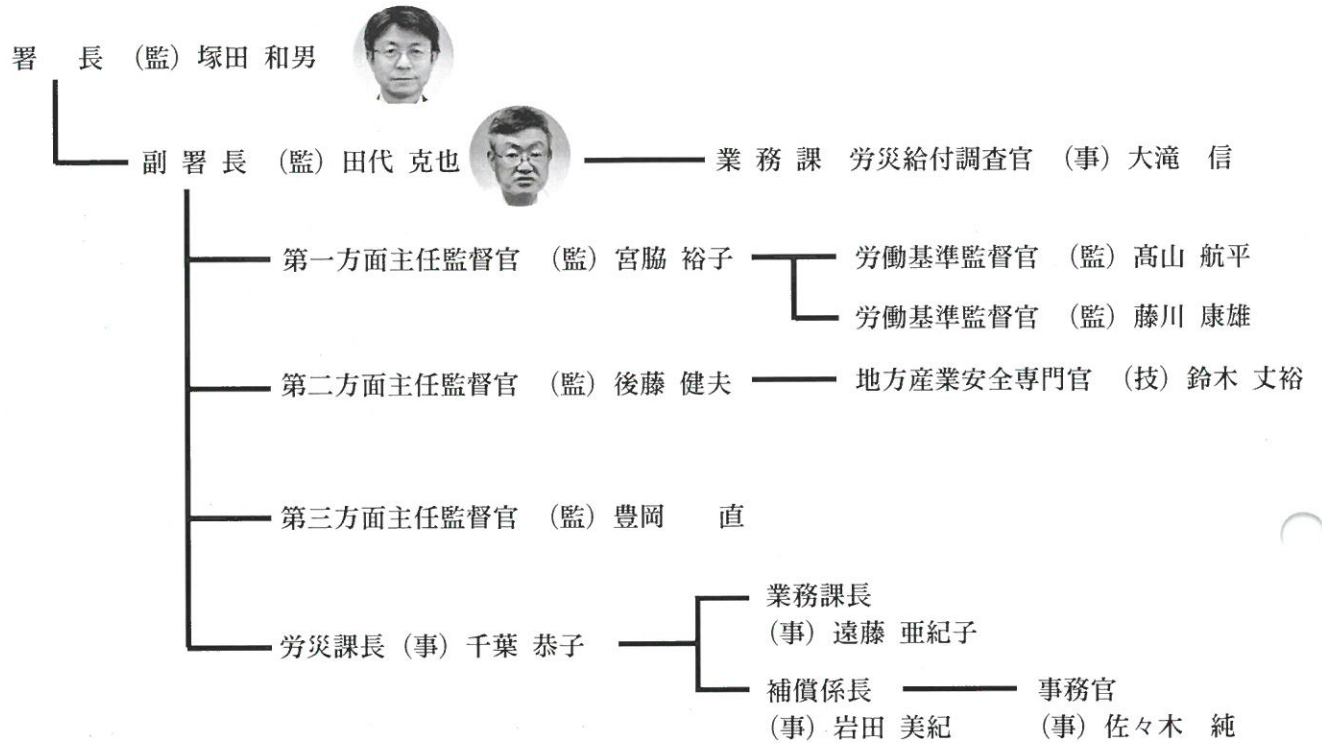 署　長 （監）塚田 和男
副 署 長 （監）田代 克也　業 務 課　労災給付調査官 （事）大滝　信
第一方面主任監督官 （監）宮脇 裕子　労働基準監督官 （監）髙山 航平
労働基準監督官 （監）藤川 康雄
第二方面主任監督官 （監）後藤 健夫　地方産業安全専門官 （技）鈴木 丈裕
第三方面主任監督官 （監）豊岡　直
労災課長（事）千葉 恭子
業務課長
（事）遠藤 亜紀子
補償係長　事務官
（事）岩田 美紀　（事）佐々木　純